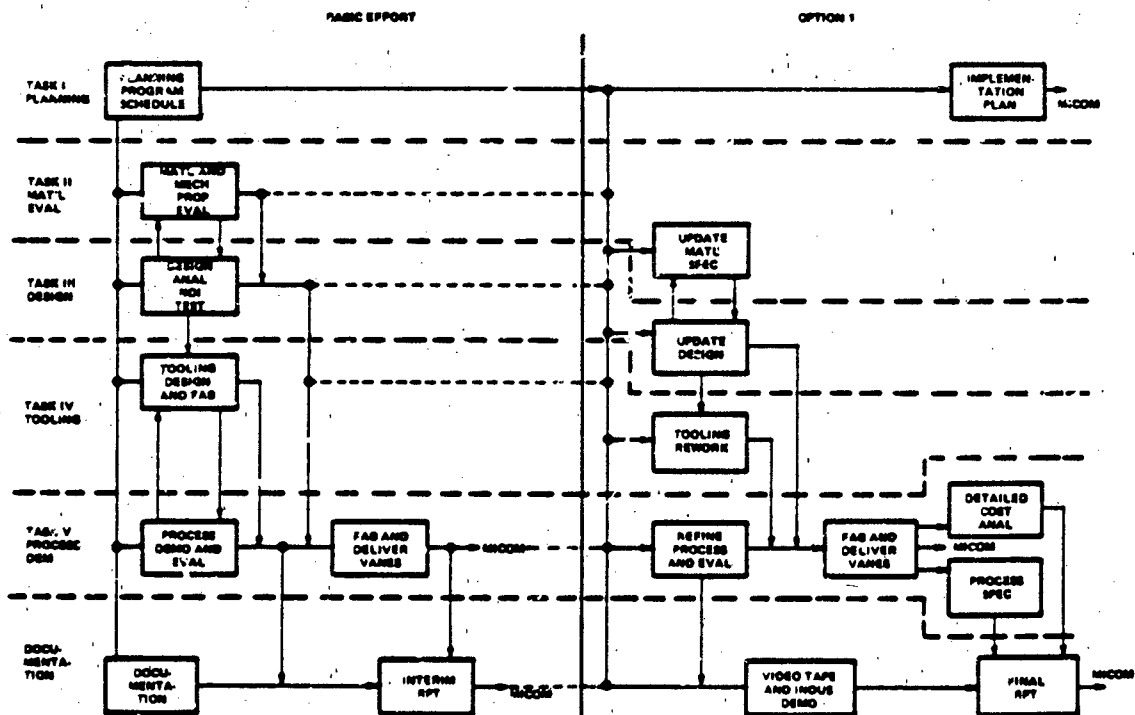 BASIC EFFORT
OPTION 1
TASK I
PLANNING
PLANNING
PROGRAM
SCHEDULE
IMPLEMEN-
TATION
PLAN
MICOM
TASK II
MAT'L
EVAL
MATL AND
MECH
PROP
EVAL
UPDATE
MATL'
SPEC
TASK III
DESIGN
DESIGN
ANAL
NDI
TEST
UPDATE
DESIGN
TASK IV
TOOLING
TOOLING
DESIGN
AND FAB
TOOLING
REWORK
TASK V
PROCESS
DEM
PROCESS
DEMO AND
EVAL
FAB AND
DELIVER
VANES
MICOM
REFINE
PROCESS
AND EVAL
FAB AND
DELIVER
VANES
DETAILED
COST
ANAL
MICOM
PROCESS
SPEC
DOCU-
MENTA-
TION
DOCU-
MENTA-
TION
INTERIM
RPT
MICOM
VIDEO TAPE
AND INDUS
DEMO
FINAL
RPT
MICOM